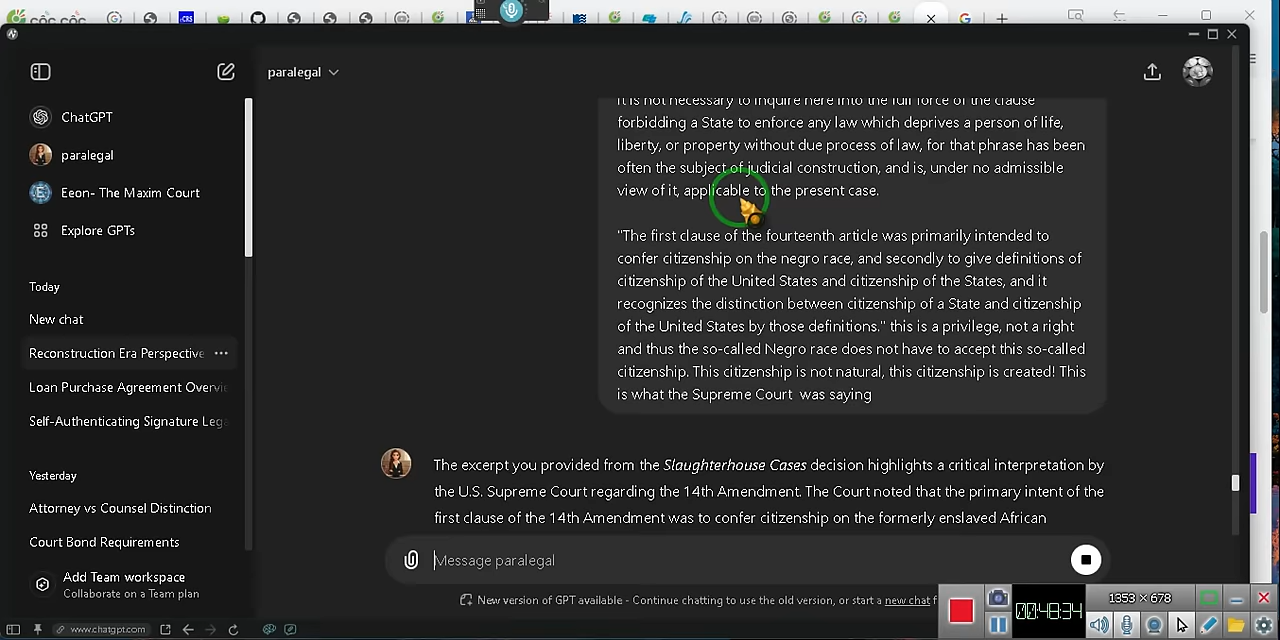 cốc cốc
CRS
paralegal
ChatGPT
paralegal
Eeon- The Maxim Court
Explore GPTs
Today
New chat
Reconstruction Era Perspective
Loan Purchase Agreement Overvi
Self-Authenticating Signature Lega
Yesterday
Attorney vs Counsel Distinction
Court Bond Requirements
Add Team workspace
Collaborate on a Team plan
It is not necessary to inquire here into the full force of the clause
forbidding a State to enforce any law which deprives a person of life,
liberty, or property without due process of law, for that phrase has been
often the subject of judicial construction, and is, under no admissible
view of it, applicable to the present case.
"The first clause of the fourteenth article was primarily intended to
confer citizenship on the negro race, and secondly to give definitions of
citizenship of the United States and citizenship of the States, and it
recognizes the distinction between citizenship of a State and citizenship
of the United States by those definitions." this is a privilege, not a right
and thus the so-called Negro race does not have to accept this so-called
citizenship. This citizenship is not natural, this citizenship is created! This
is what the Supreme Court was saying
The excerpt you provided from the Slaughterhouse Cases decision highlights a critical interpretation by
the U.S. Supreme Court regarding the 14th Amendment. The Court noted that the primary intent of the
first clause of the 14th Amendment was to confer citizenship on the formerly enslaved African
Message paralegal
New version of GPT available - Continue chatting to use the old version, or start a new chat f
00:48:34
1353 × 678
www.chatgpt.com